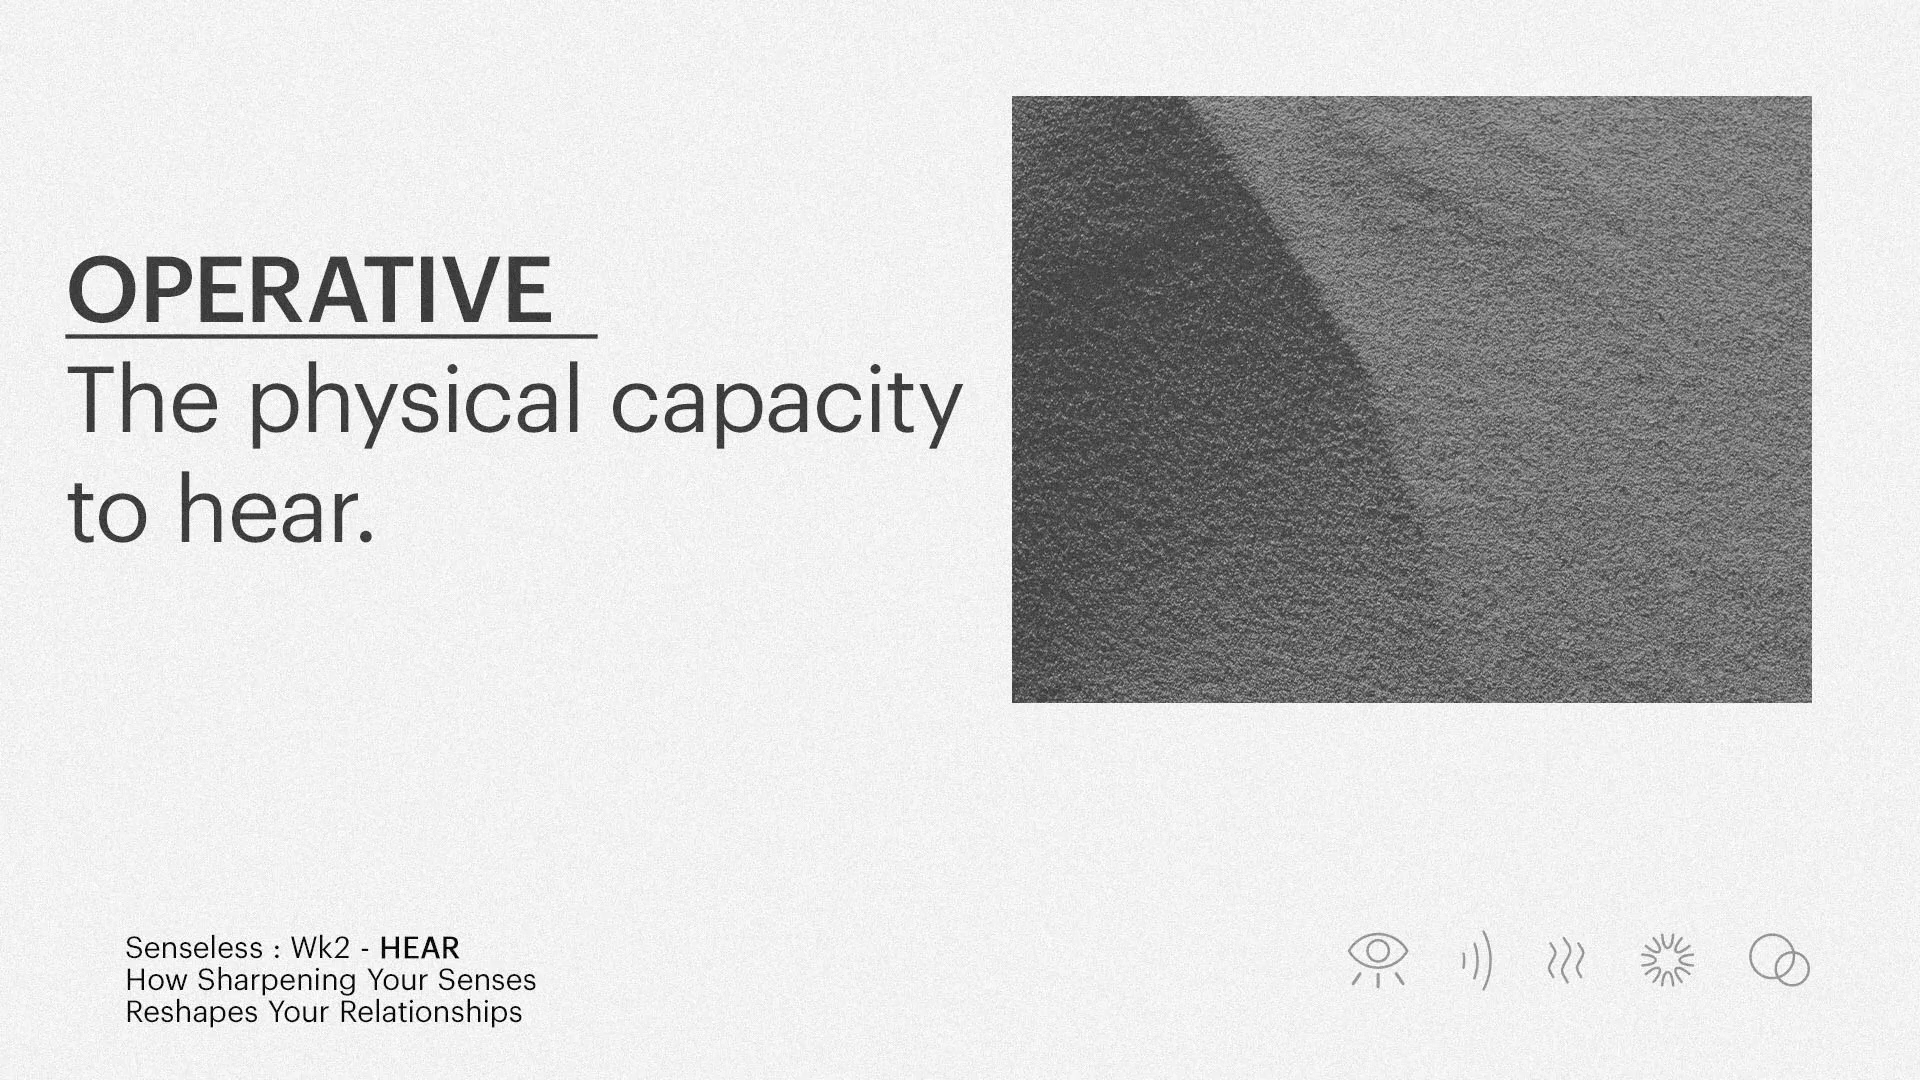 OPERATIVE
The physical capacity
to hear.
Senseless : Wk2 - HEAR
How Sharpening Your Senses
Reshapes Your Relationships